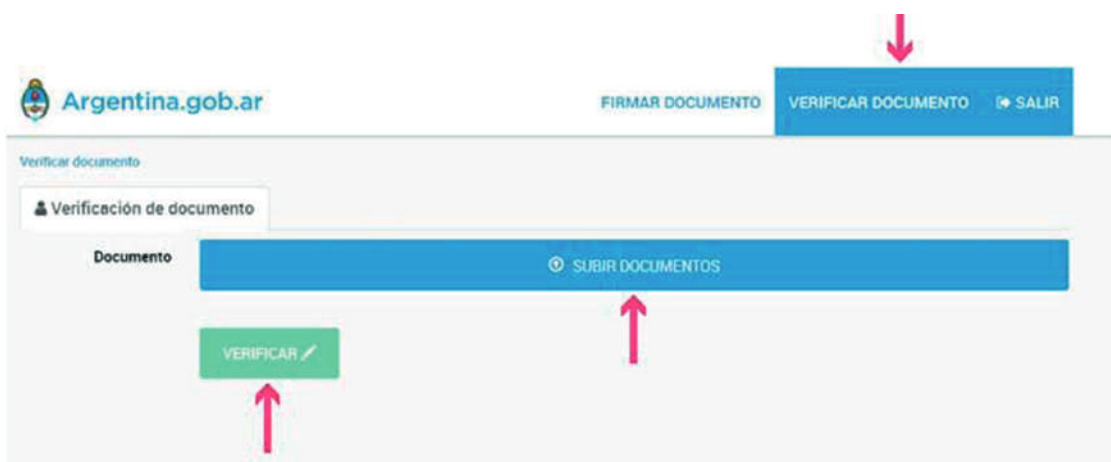 Argentina.gob.ar
FIRMAR DOCUMENTO VERIFICAR DOCUMENTO SALIR
Verificar documento
Verificación de documento
Documento
SUBIR DOCUMENTOS
VERIFICAR